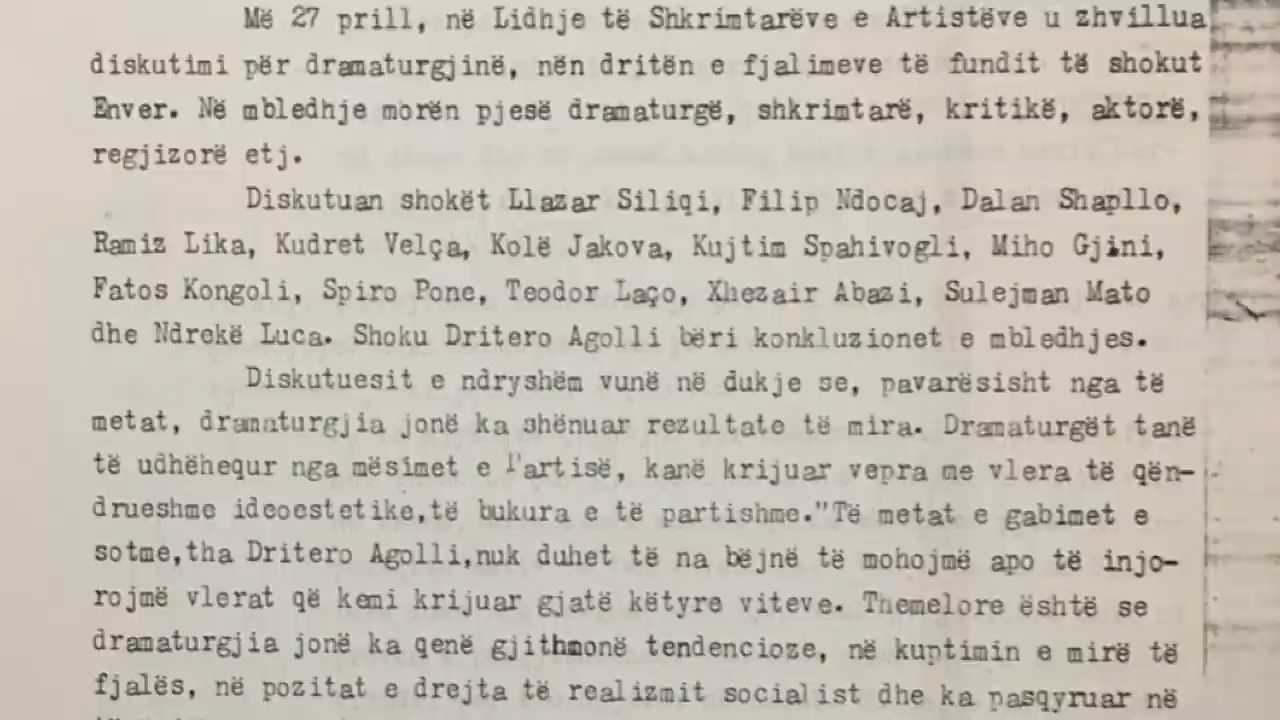 Më 27 prill, në Lidhje të Shkrimtarëve e Artistëve u zhvillua
diskutimi për dramaturgjinë, nën dritën e fjalimeve të fundit të shokut
Enver. Në mbledhje morën pjesë dramaturgë, shkrimtarë, kritikë, aktorë,
regjizorë etj.
Diskutuan shokët Llazar Siliqi, Filip Ndocaj, Dalan Shapllo,
Ramiz Lika, Kudret Velça, Kolë Jakova, Kujtim Spahivogli, Miho Gjini,
Fatos Kongoli, Spiro Pone, Teodor Laço, Xhezair Abazi, Sulejman Mato
dhe Ndrekë Luca. Shoku Dritero Agolli bëri konkluzionet e mbledhjes.
Diskutuesit e ndryshëm vunë në dukje se, pavarësisht nga të
metat, dramaturgjia jonë ka shënuar rezultate të mira. Dramaturgët tanë
të udhëhequr nga mësimet e Partisë, kanë krijuar vepra me vlera të qën-
drueshme ideoestetike,të bukura e të partishme."Të metat e gabimet e
sotme,tha Dritero Agolli,nuk duhet të na bëjnë të mohojmë apo të injo-
rojmë vlerat që kemi krijuar gjatë këtyre viteve. Themelore është se
dramaturgjia jonë ka qenë gjithmonë tendencioze, në kuptimin e mirë të
fjalës, në pozitat e drejta të realizmit socialist dhe ka pasqyruar në